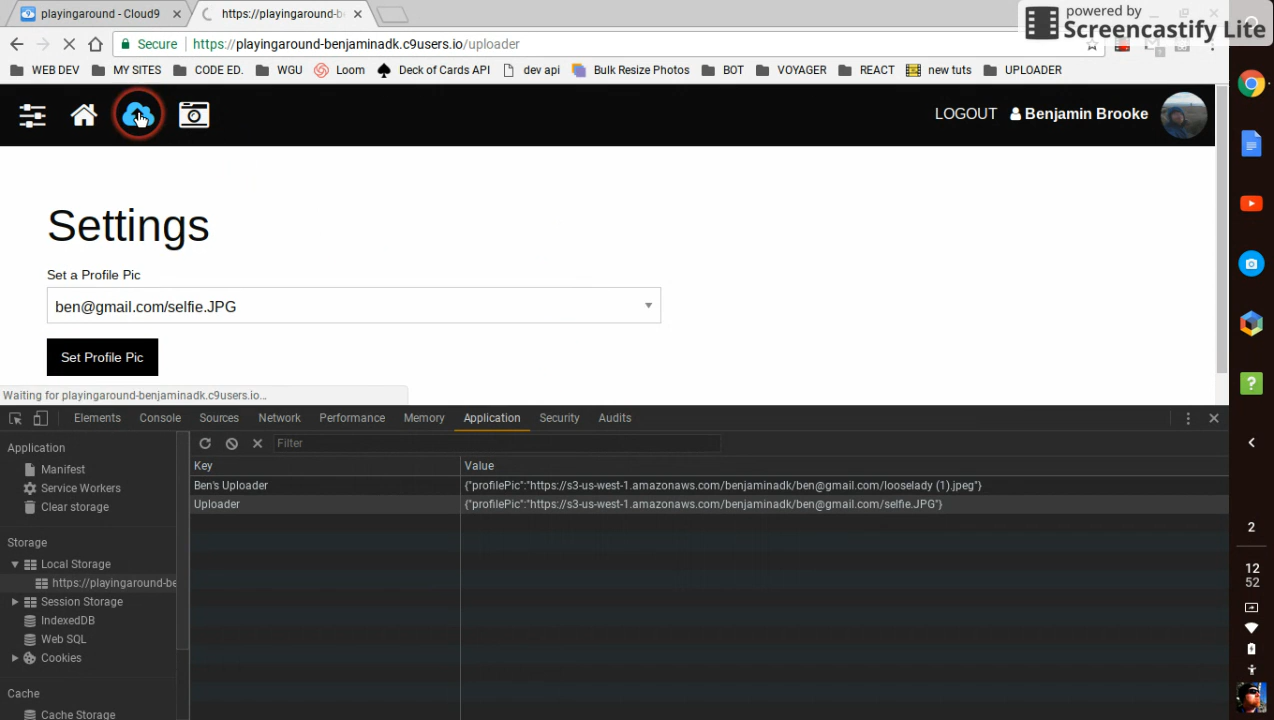 playingaround - Cloud9
https://playingaround-be
powered by
Screencastify Lite
Secure
https://playingaround-benjaminadk.c9users.io/uploader
WEB DEV MY SITES CODE ED. WGU Loom Deck of Cards API dev api Bulk Resize Photos BOT VOYAGER REACT new tuts UPLOADER
LOGOUT Benjamin Brooke
Settings
Set a Profile Pic
ben@gmail.com/selfie.JPG
Set Profile Pic
Waiting for playingaround-benjaminadk.c9users.io...
Elements Console Sources Network Performance Memory Application Security Audits
Application
Manifest
Service Workers
Clear storage
Storage
Local Storage
https://playingaround-be
Session Storage
IndexedDB
Web SQL
Cookies
Cache
Cache Storage
Filter
Key Value
Ben's Uploader {"profilePic":"https://s3-us-west-1.amazonaws.com/benjaminadk/ben@gmail.com/looselady (1).jpeg"}
Uploader {"profilePic":"https://s3-us-west-1.amazonaws.com/benjaminadk/ben@gmail.com/selfie.JPG"}
2
12
52